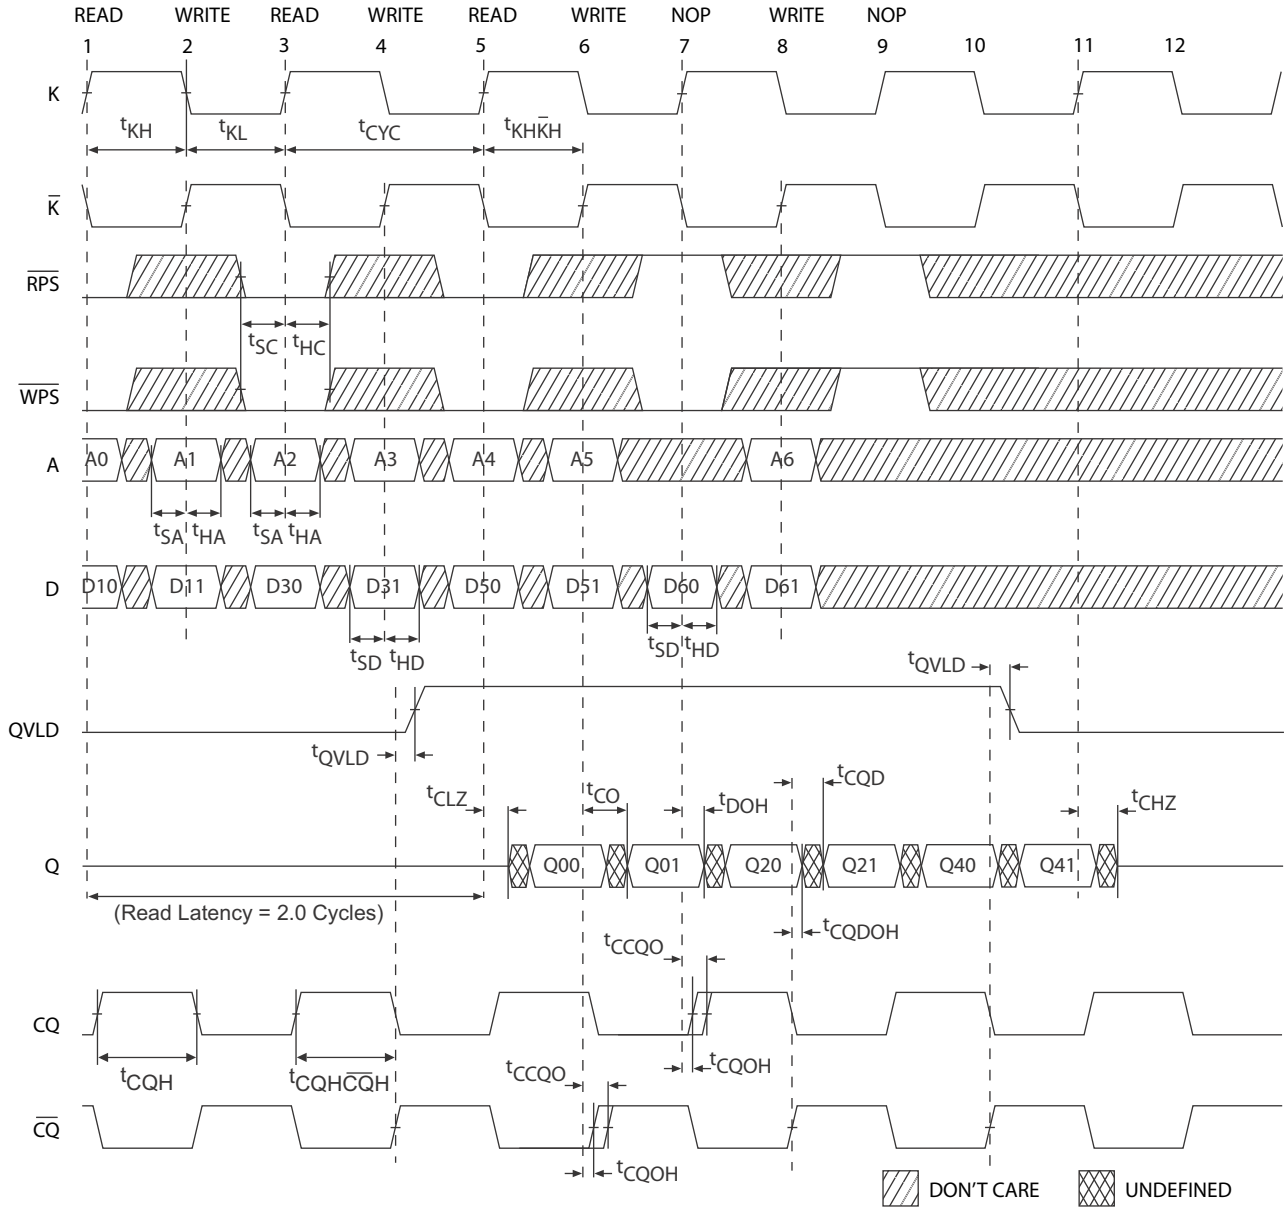 READ WRITE READ WRITE READ WRITE NOP WRITE NOP
1 2 3 4 5 6 7 8 9 10 11 12
K
tKH tKL tCYC tKHK̅H
K̅
R̅P̅S̅
tSC tHC
W̅P̅S̅
A A0 A1 A2 A3 A4 A5 A6
tSA tHA tSA tHA
D D10 D11 D30 D31 D50 D51 D60 D61
tSD tHD tSD tHD
tQVLD
QVLD
tQVLD
tCLZ tCO tDOH tCQD tCHZ
Q Q00 Q01 Q20 Q21 Q40 Q41
(Read Latency = 2.0 Cycles)
tCQDOH
tCCQO
CQ
tCQH tCQHC̅Q̅H tCCQO tCQOH
C̅Q̅
tCQOH
DON'T CARE UNDEFINED